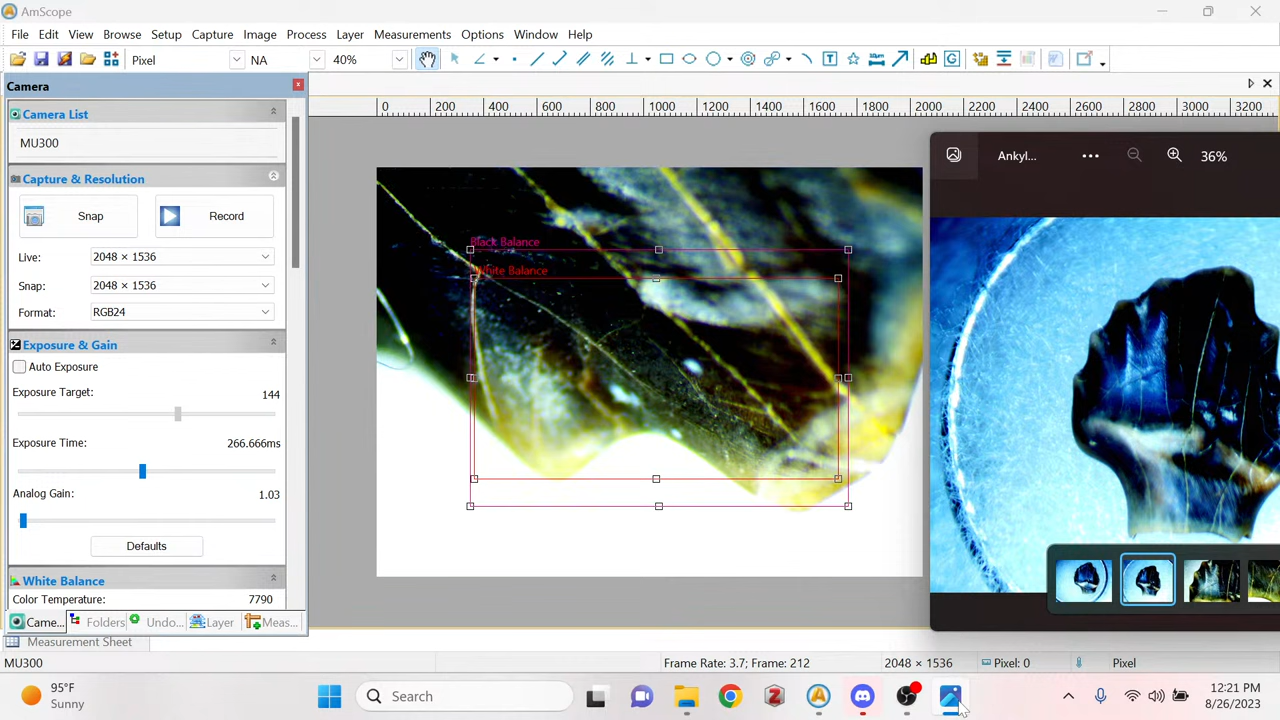 AmScope
File Edit View Browse Setup Capture Image Process Layer Measurements Options Window Help
Pixel NA 40%
Camera
0 200 400 600 800 1000 1200 1400 1600 1800 2000 2200 2400 2600 2800 3000 3200
Camera List
MU300
Capture & Resolution
Snap Record
Live: 2048 × 1536
Snap: 2048 × 1536
Format: RGB24
Exposure & Gain
Auto Exposure
Exposure Target: 144
Exposure Time: 266.666ms
Analog Gain: 1.03
Defaults
White Balance
Color Temperature: 7790
Came... Folders Undo... Layer Meas...
Black Balance
White Balance
Ankyl... ••• 36%
Measurement Sheet
MU300 Frame Rate: 3.7; Frame: 212 2048 × 1536 Pixel: 0 Pixel
95°F
Sunny
Search
12:21 PM
8/26/2023